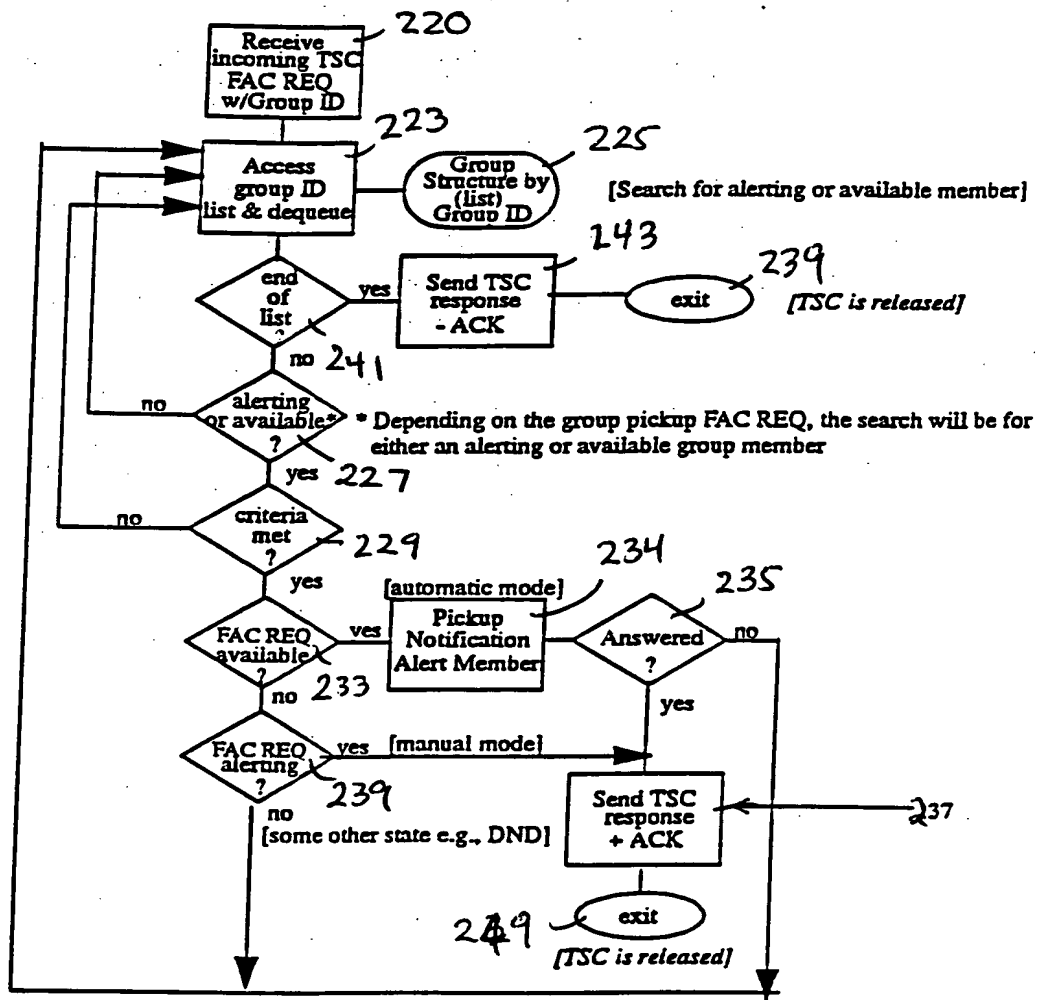 220
Receive
incoming TSC
FAC REQ
w/Group ID
223
Access
group ID
list & dequeue
225
Group
Structure by
(list)
Group ID
[Search for alerting or available member]
end
of
list
?
241
yes
243
Send TSC
response
- ACK
239
exit
[TSC is released]
no
alerting
or available*
?
227
no
* Depending on the group pickup FAC REQ, the search will be for
either an alerting or available group member
yes
criteria
met
?
229
no
yes
FAC REQ
available
?
233
yes
[automatic mode]
234
Pickup
Notification
Alert Member
235
Answered
?
no
yes
no
FAC REQ
alerting
?
239
yes
[manual mode]
no
[some other state e.g., DND]
Send TSC
response
+ ACK
237
exit
[TSC is released]